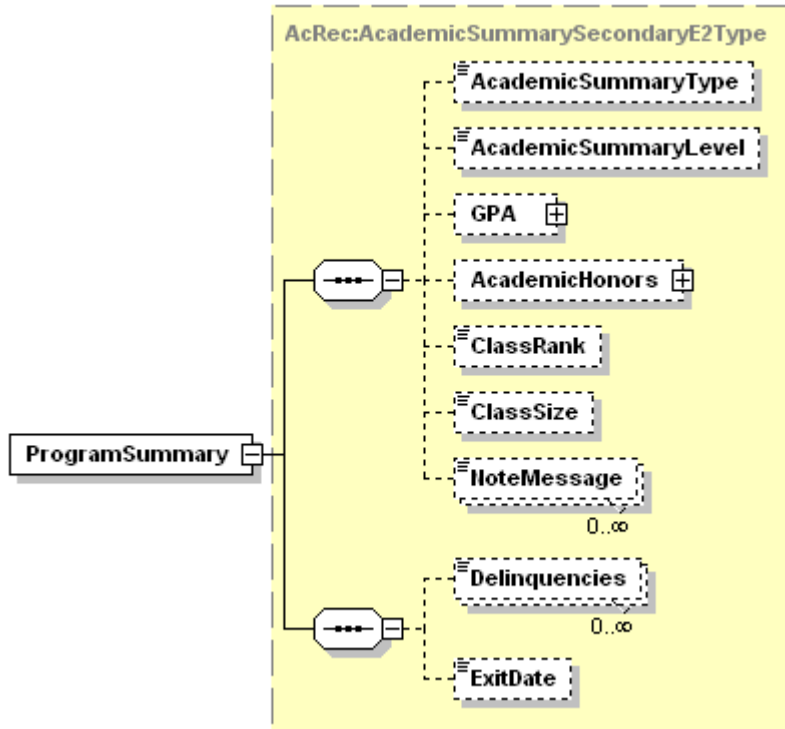 AcRec:AcademicSummarySecondaryE2Type
AcademicSummaryType
AcademicSummaryLevel
GPA
AcademicHonors
ClassRank
ClassSize
ProgramSummary
NoteMessage
0..∞
Delinquencies
0..∞
ExitDate